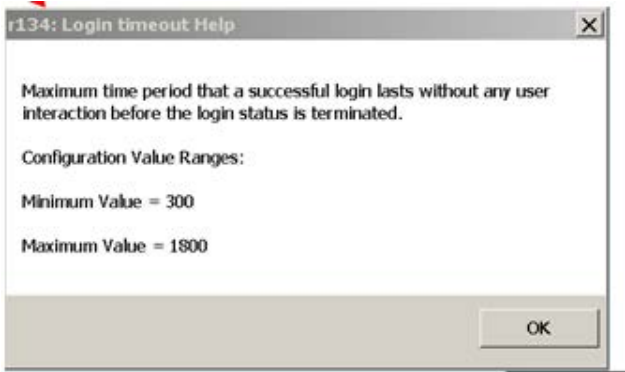 r134: Login timeout Help
Maximum time period that a successful login lasts without any user
interaction before the login status is terminated.
Configuration Value Ranges:
Minimum Value = 300
Maximum Value = 1800
OK